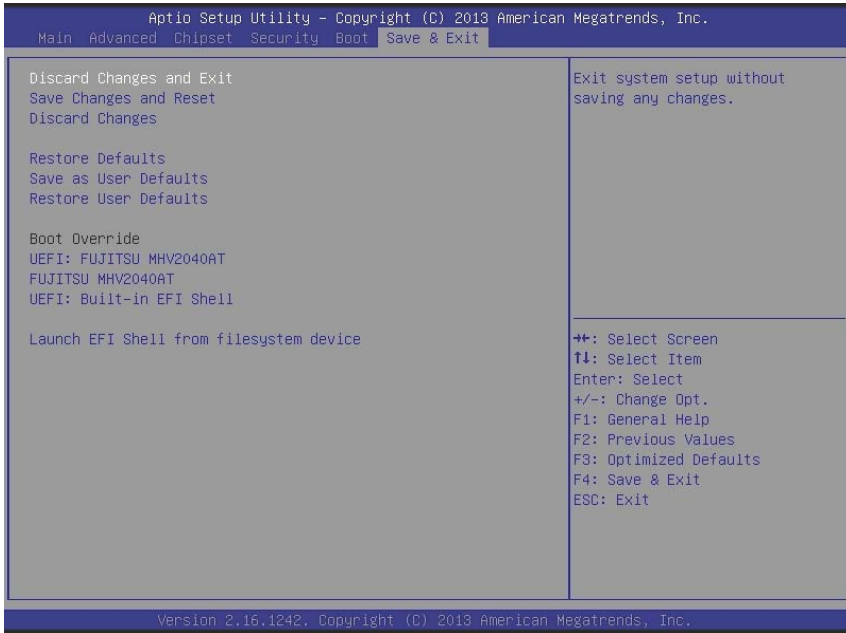 Aptio Setup Utility – Copyright (C) 2013 American Megatrends, Inc.
Main Advanced Chipset Security Boot Save & Exit
Discard Changes and Exit
Save Changes and Reset
Discard Changes
Restore Defaults
Save as User Defaults
Restore User Defaults
Boot Override
UEFI: FUJITSU MHV2040AT
FUJITSU MHV2040AT
UEFI: Built-in EFI Shell
Launch EFI Shell from filesystem device
Exit system setup without
saving any changes.
→←: Select Screen
↑↓: Select Item
Enter: Select
+/-: Change Opt.
F1: General Help
F2: Previous Values
F3: Optimized Defaults
F4: Save & Exit
ESC: Exit
Version 2.16.1242. Copyright (C) 2013 American Megatrends, Inc.